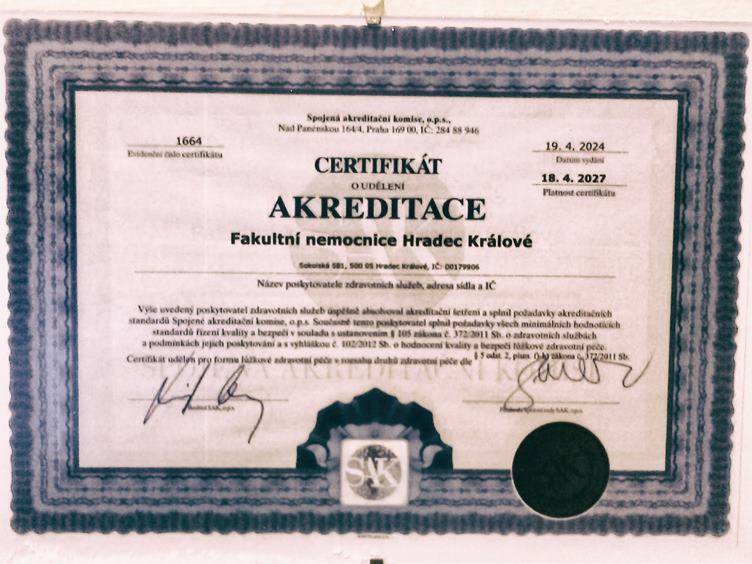 Spojená akreditační komise, o.p.s.,
Nad Panenskou 164/4, Praha 169 00, IČ: 284 88 946
1664
Evidenční číslo certifikátu
19. 4. 2024
Datum vydání
18. 4. 2027
Platnost certifikátu
CERTIFIKÁT
O UDĚLENÍ
AKREDITACE
Fakultní nemocnice Hradec Králové
Sokolská 581, 500 05 Hradec Králové, IČ: 00179906
Název poskytovatele zdravotních služeb, adresa sídla a IČ
Výše uvedený poskytovatel zdravotních služeb úspěšně absolvoval akreditační šetření a splnil požadavky akreditačních
standardů Spojené akreditační komise, o.p.s. Současně tento poskytovatel splnil požadavky všech minimálních hodnotících
standardů řízení kvality a bezpečí v souladu s ustanovením § 105 zákona č. 372/2011 Sb. o zdravotních službách
a podmínkách jejich poskytování a s vyhláškou č. 102/2012 Sb. o hodnocení kvality a bezpečí lůžkové zdravotní péče.
Certifikát udělen pro formu lůžkové zdravotní péče v rozsahu druhů zdravotní péče dle § 5 odst. 2, písm. zákona č. 372/2011 Sb.
Ředitel SAK, o.p.s.
správní rady SAK, o.p.s.
SAK